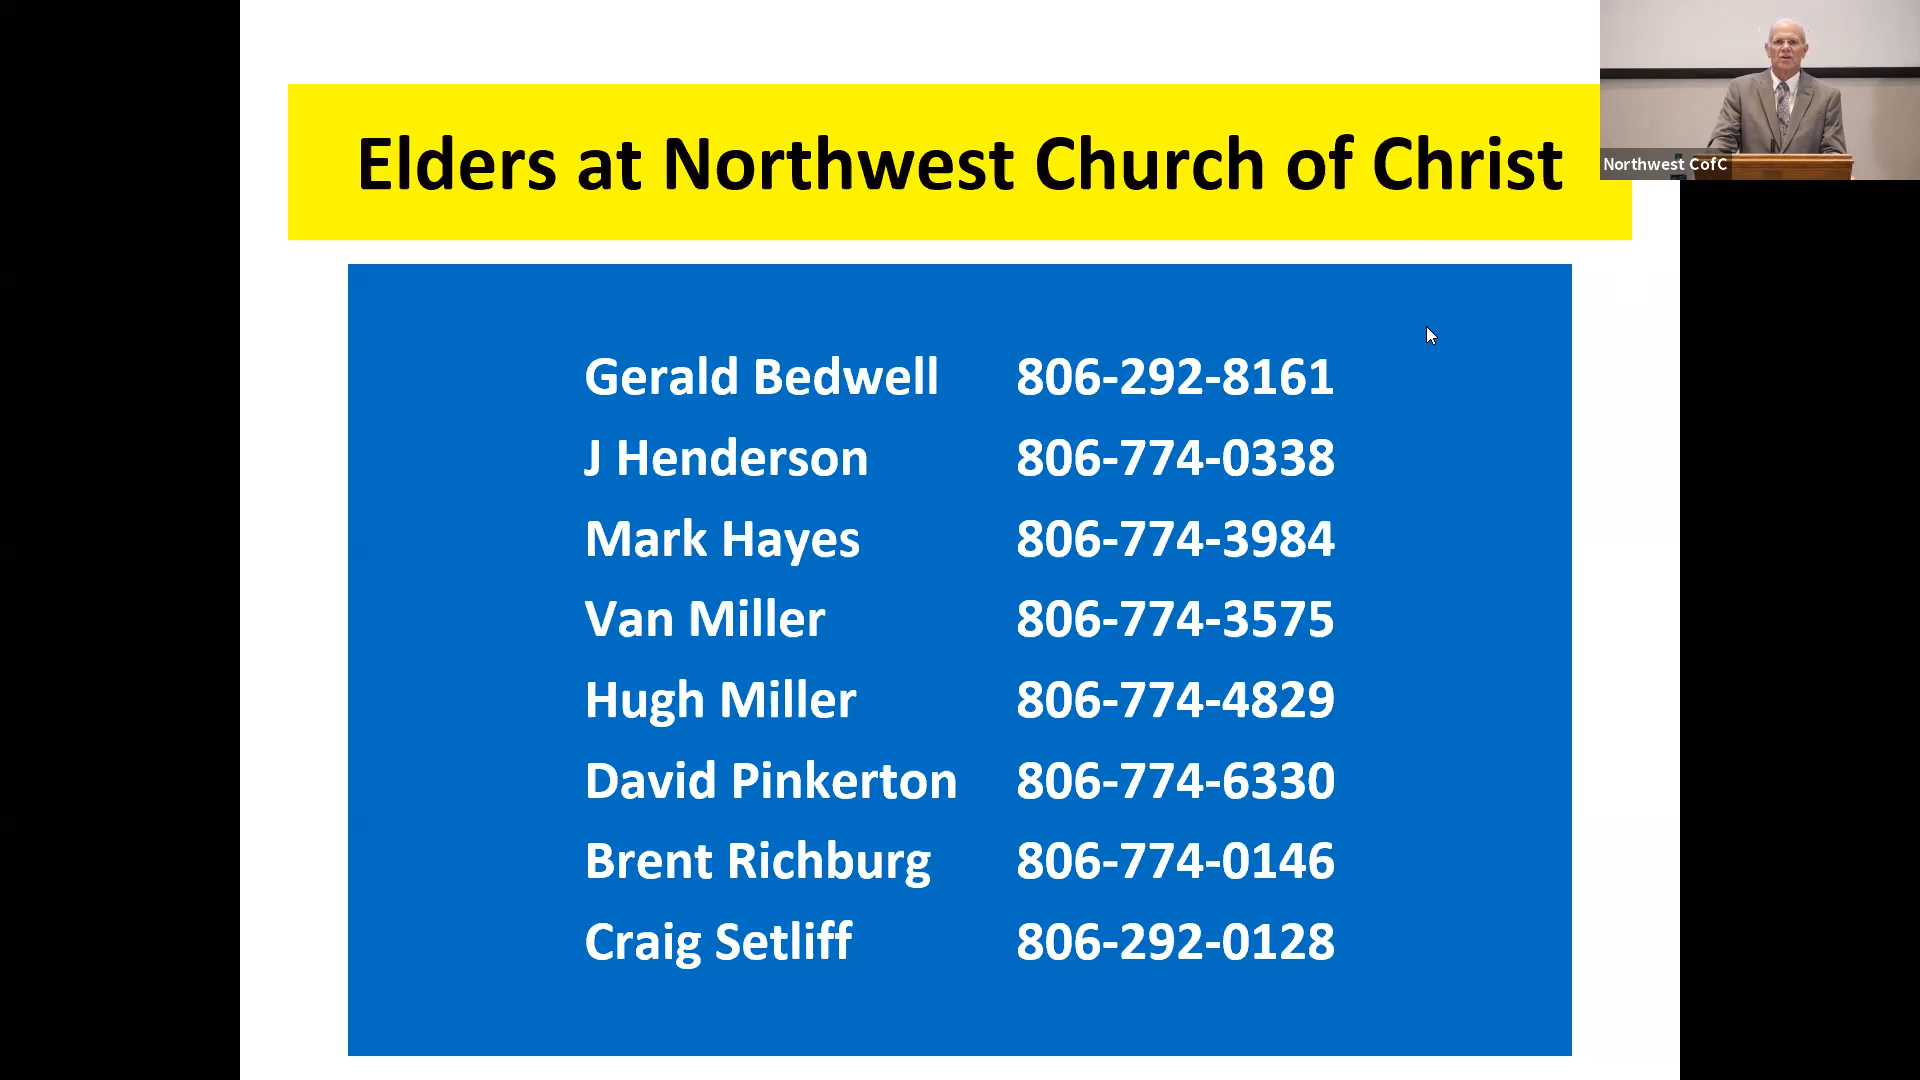 Elders at Northwest Church of Christ
Northwest CofC
Gerald Bedwell 806-292-8161
J Henderson 806-774-0338
Mark Hayes 806-774-3984
Van Miller 806-774-3575
Hugh Miller 806-774-4829
David Pinkerton 806-774-6330
Brent Richburg 806-774-0146
Craig Setliff 806-292-0128